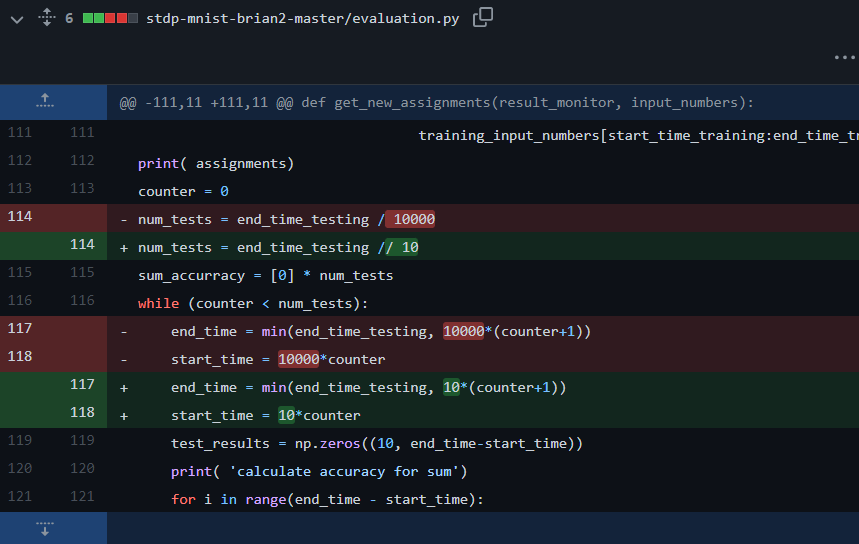 6 stdp-mnist-brian2-master/evaluation.py
@@ -111,11 +111,11 @@ def get_new_assignments(result_monitor, input_numbers):
111 111 training_input_numbers[start_time_training:end_time_tr
112 112 print( assignments)
113 113 counter = 0
114 - num_tests = end_time_testing / 10000
114 + num_tests = end_time_testing // 10
115 115 sum_accurracy = [0] * num_tests
116 116 while (counter < num_tests):
117 - end_time = min(end_time_testing, 10000*(counter+1))
118 - start_time = 10000*counter
117 + end_time = min(end_time_testing, 10*(counter+1))
118 + start_time = 10*counter
119 119 test_results = np.zeros((10, end_time-start_time))
120 120 print( 'calculate accuracy for sum')
121 121 for i in range(end_time - start_time):